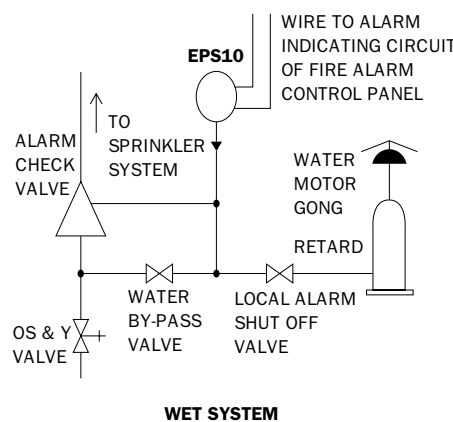 WIRE TO ALARM
INDICATING CIRCUIT
OF FIRE ALARM
CONTROL PANEL
EPS10
TO
SPRINKLER
SYSTEM
ALARM
CHECK
VALVE
WATER
MOTOR
GONG
RETARD
WATER
BY-PASS
VALVE
LOCAL ALARM
SHUT OFF
VALVE
OS & Y
VALVE
WET SYSTEM